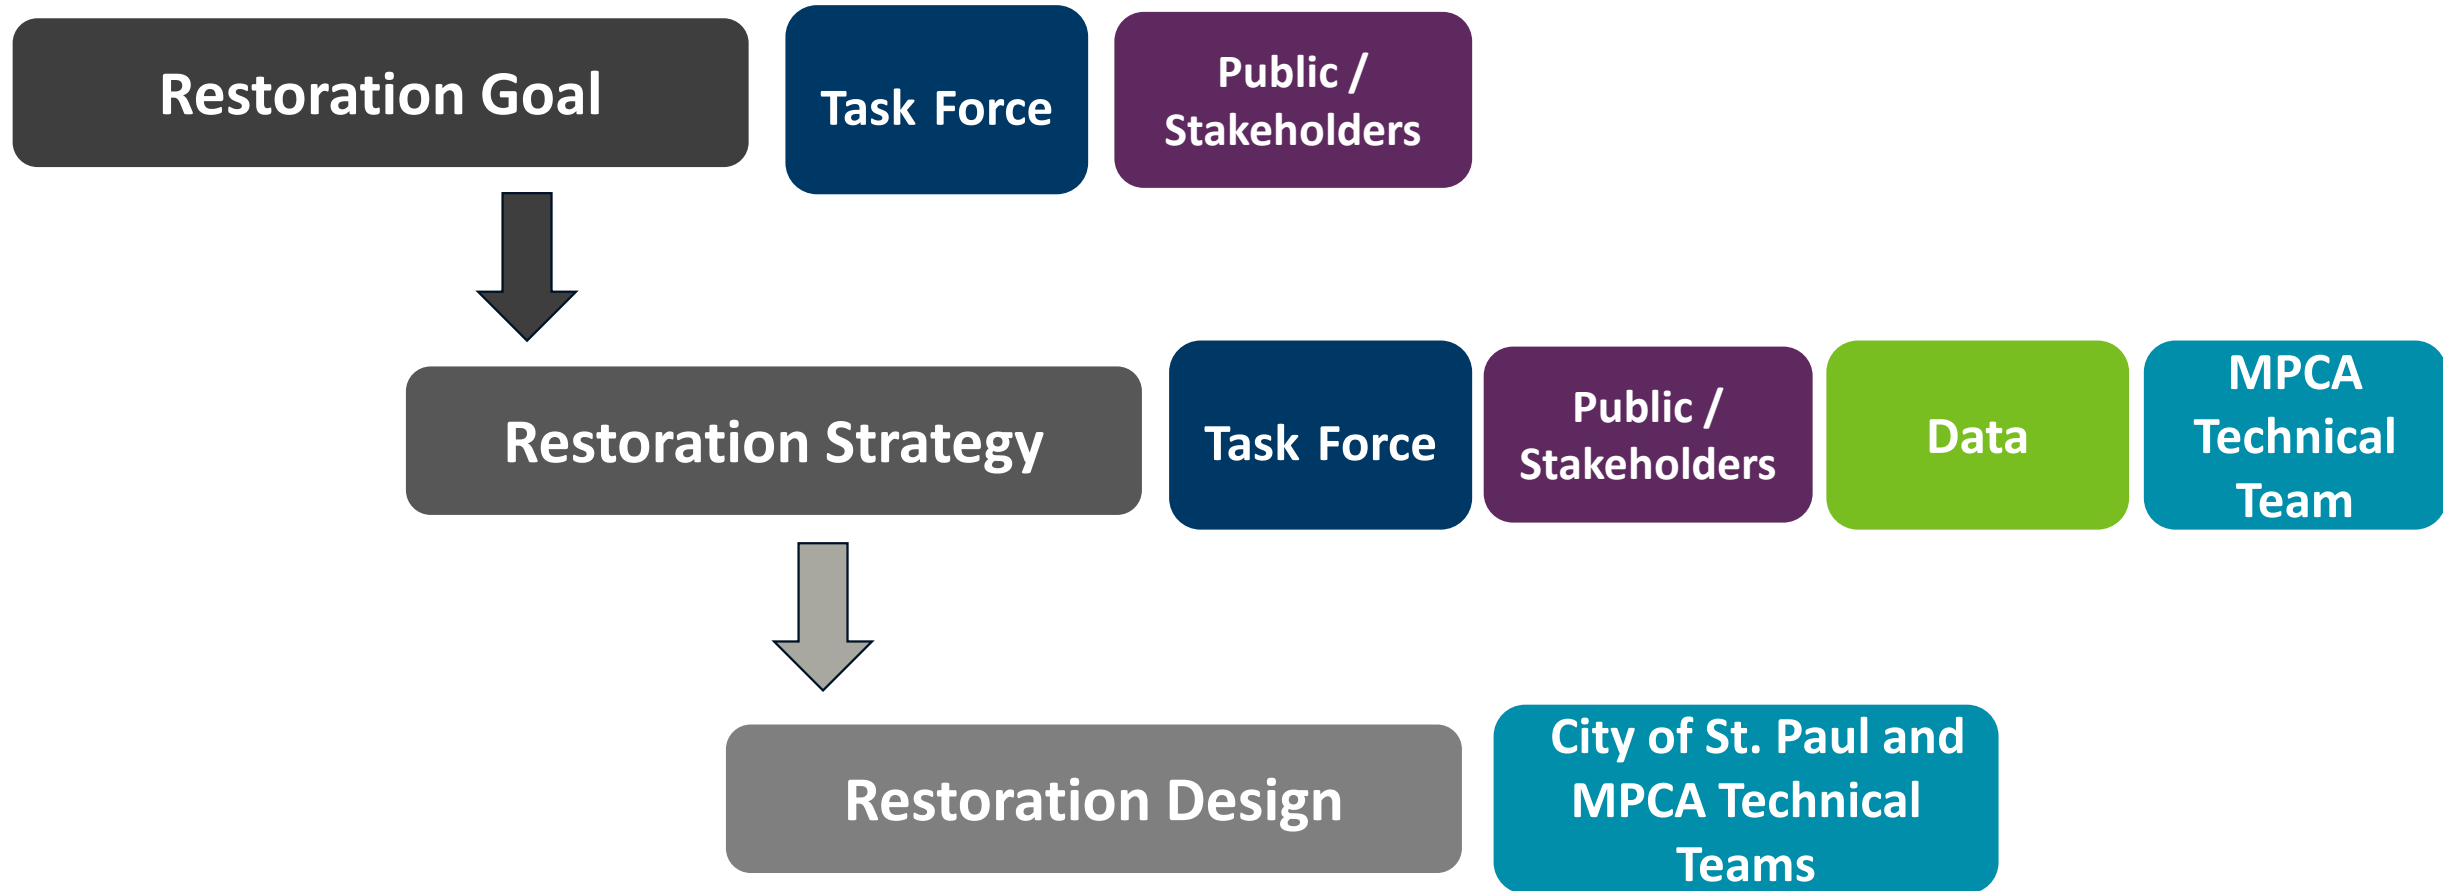 Restoration Goal
Task Force
Public /
Stakeholders
Restoration Strategy
Task Force
Public /
Stakeholders
Data
MPCA
Technical
Team
Restoration Design
City of St. Paul and
MPCA Technical
Teams